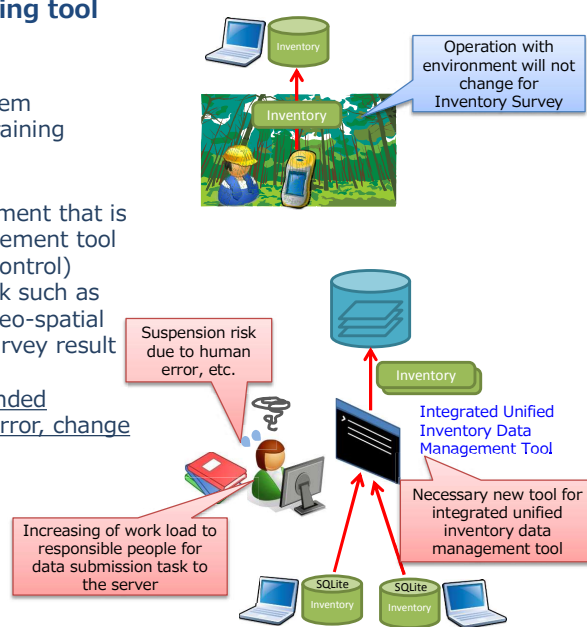 ing tool
em
raining
ment that is
ement tool
ontrol)
k such as
eo-spatial
urvey result
nded
error, change
Inventory
Operation with
environment will not
change for
Inventory Survey
Inventory
Suspension risk
due to human
error, etc.
Inventory
Integrated Unified
Inventory Data
Management Tool
Necessary new tool for
integrated unified
inventory data
management tool
Increasing of work load to
responsible people for
data submission task to
the server
SQLite
Inventory
SQLite
Inventory